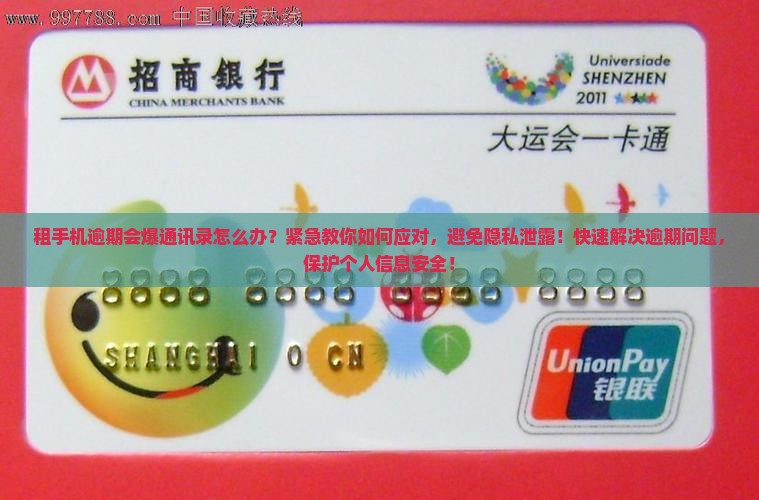 www.997788.com 中国收藏热线
招商银行
CHINA MERCHANTS BANK
Universiade
SHENZHEN
2011
大运会一卡通
租手机逾期会爆通讯录怎么办？紧急教你如何应对，避免隐私泄露！快速解决逾期问题，
保护个人信息安全！
8888 8888 8888 8888
SHANGHAI 0 CN
UnionPay
银联